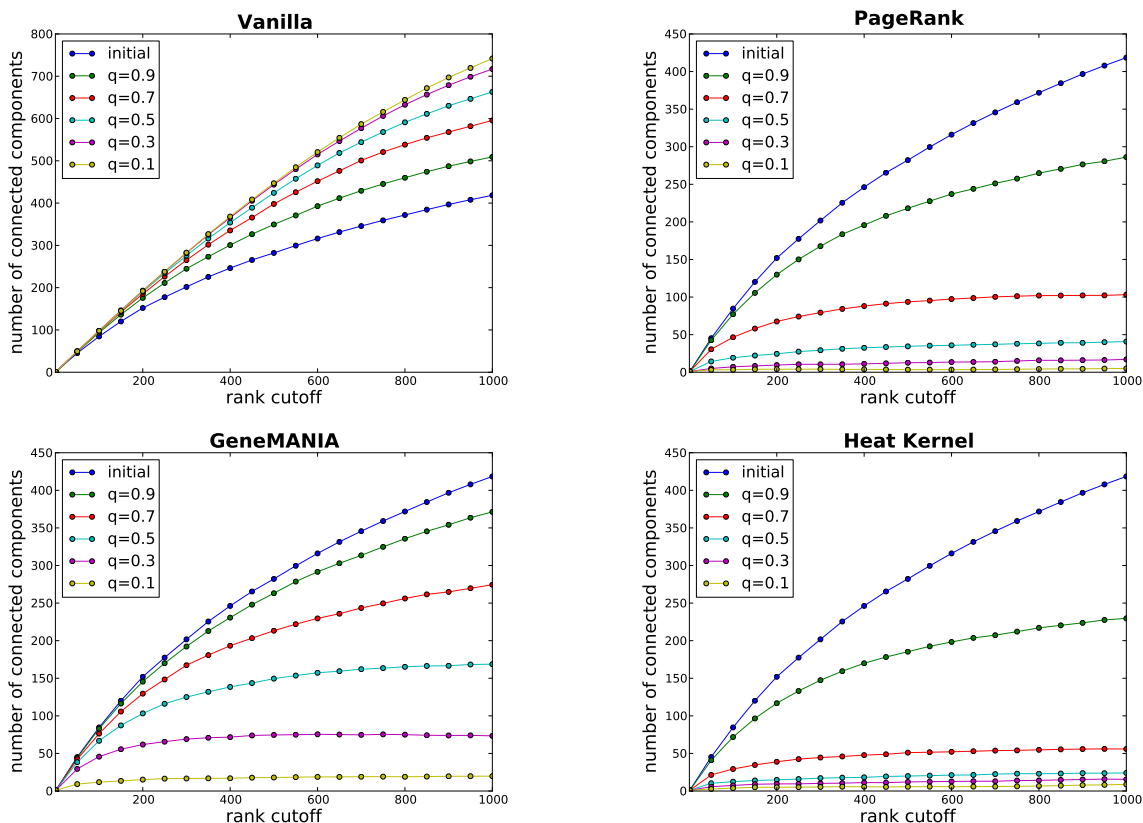 Vanilla
number of connected components
800
700
600
500
400
300
200
100
0
initial
q=0.9
q=0.7
q=0.5
q=0.3
q=0.1
200 400 600 800 1000
rank cutoff
PageRank
number of connected components
450
400
350
300
250
200
150
100
50
0
initial
q=0.9
q=0.7
q=0.5
q=0.3
q=0.1
200 400 600 800 1000
rank cutoff
GeneMANIA
number of connected components
450
400
350
300
250
200
150
100
50
0
initial
q=0.9
q=0.7
q=0.5
q=0.3
q=0.1
200 400 600 800 1000
rank cutoff
Heat Kernel
number of connected components
450
400
350
300
250
200
150
100
50
0
initial
q=0.9
q=0.7
q=0.5
q=0.3
q=0.1
200 400 600 800 1000
rank cutoff